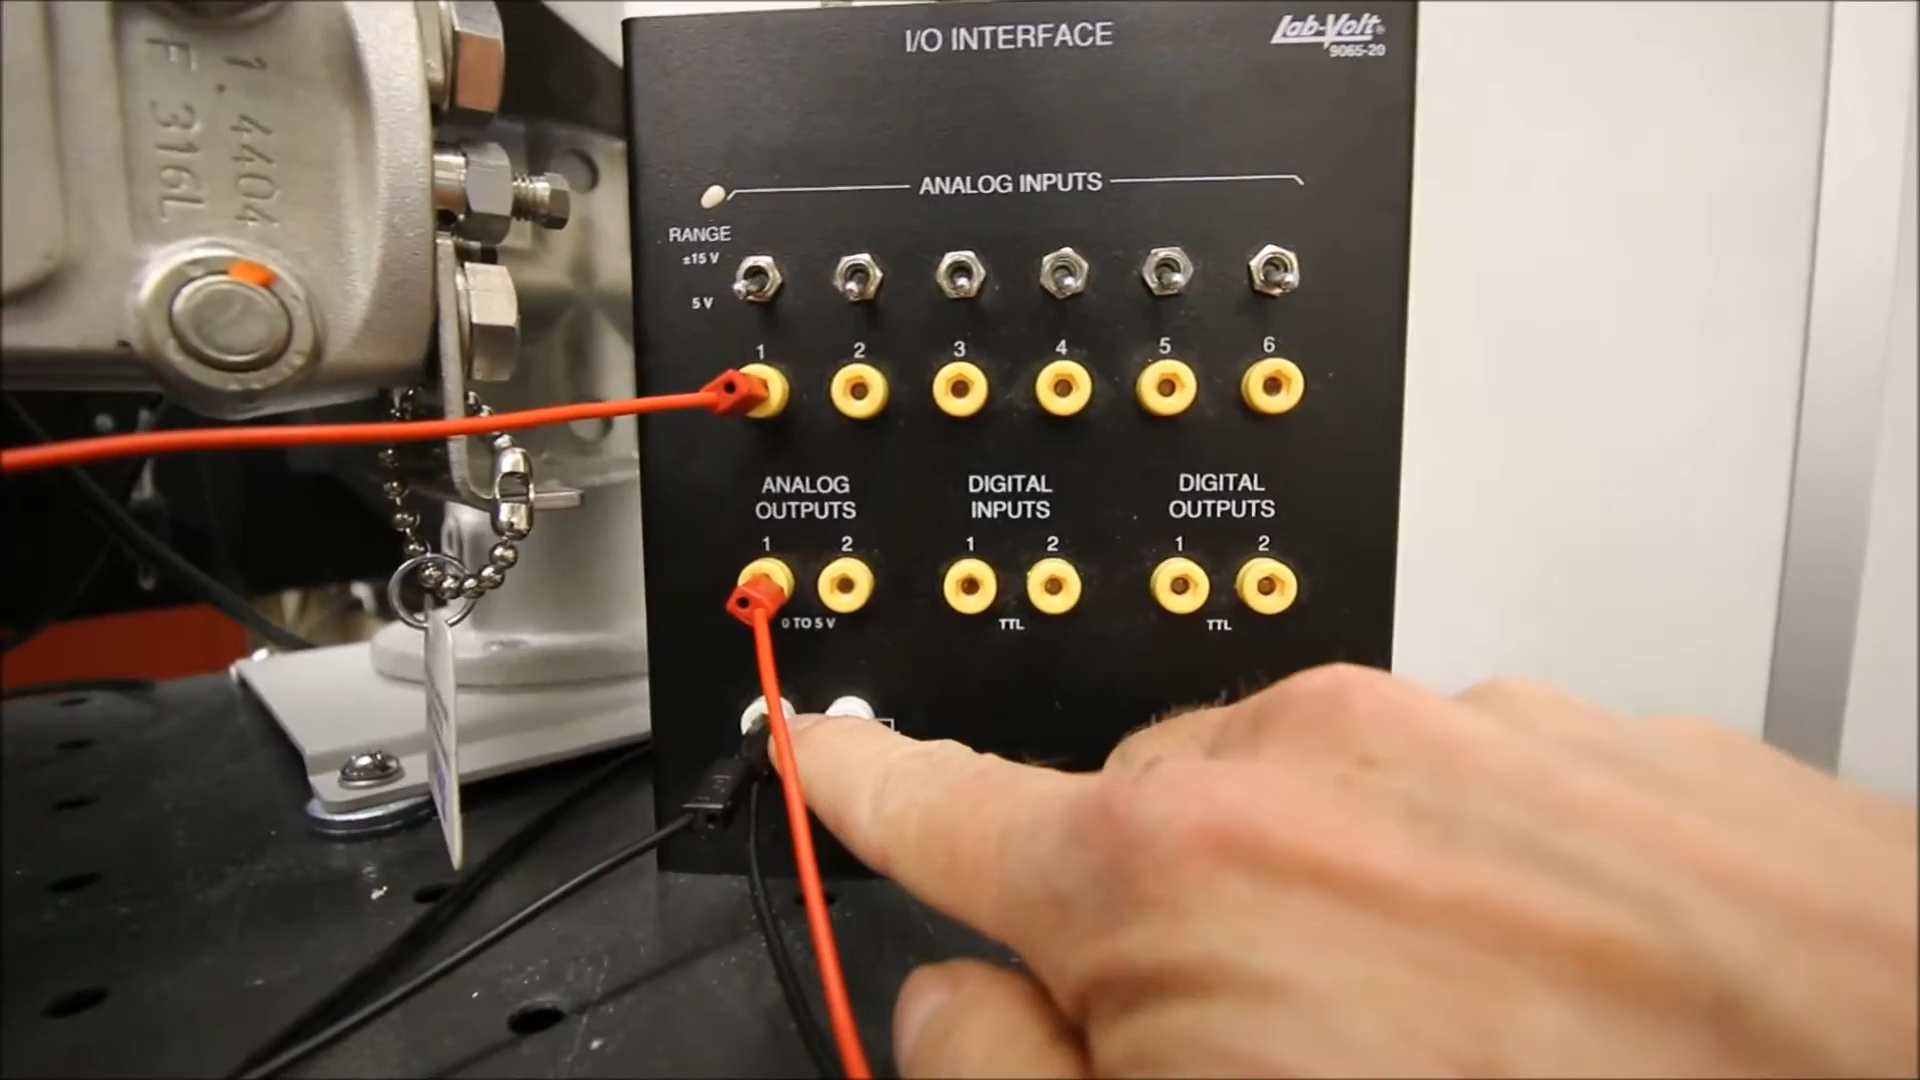 1.4404
F 316L
I/O INTERFACE
Lab-Volt®
9065-20
ANALOG INPUTS
RANGE
±15 V
5 V
1 2 3 4 5 6
ANALOG OUTPUTS
1 2
0 TO 5 V
DIGITAL INPUTS
1 2
TTL
DIGITAL OUTPUTS
1 2
TTL